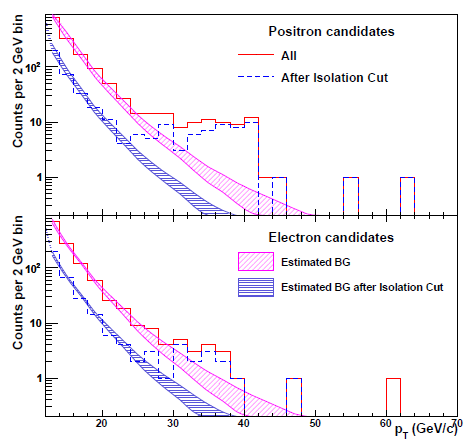 Positron candidates
All
After Isolation Cut
Counts per 2 GeV bin
10²
10
1
Electron candidates
Estimated BG
Estimated BG after Isolation Cut
Counts per 2 GeV bin
10²
10
1
20 30 40 50 60 70
p_T (GeV/c)